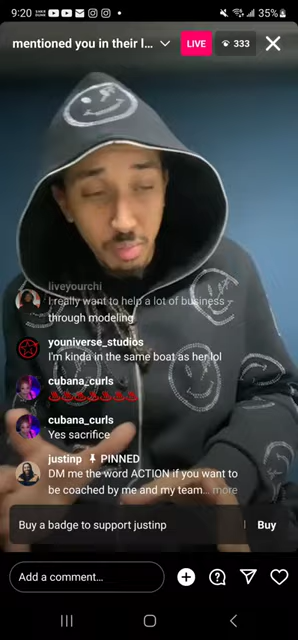 9:20
35%
mentioned you in their l...
LIVE
333
liveyourchi
I really want to help a lot of business
through modeling
youniverse_studios
I'm kinda in the same boat as her lol
cubana_curls
♨️♨️♨️♨️♨️♨️♨️
cubana_curls
Yes sacrifice
justinp PINNED
DM me the word ACTION if you want
to be coached by me and my team... more
Buy a badge to support justinp
Buy
Add a comment...